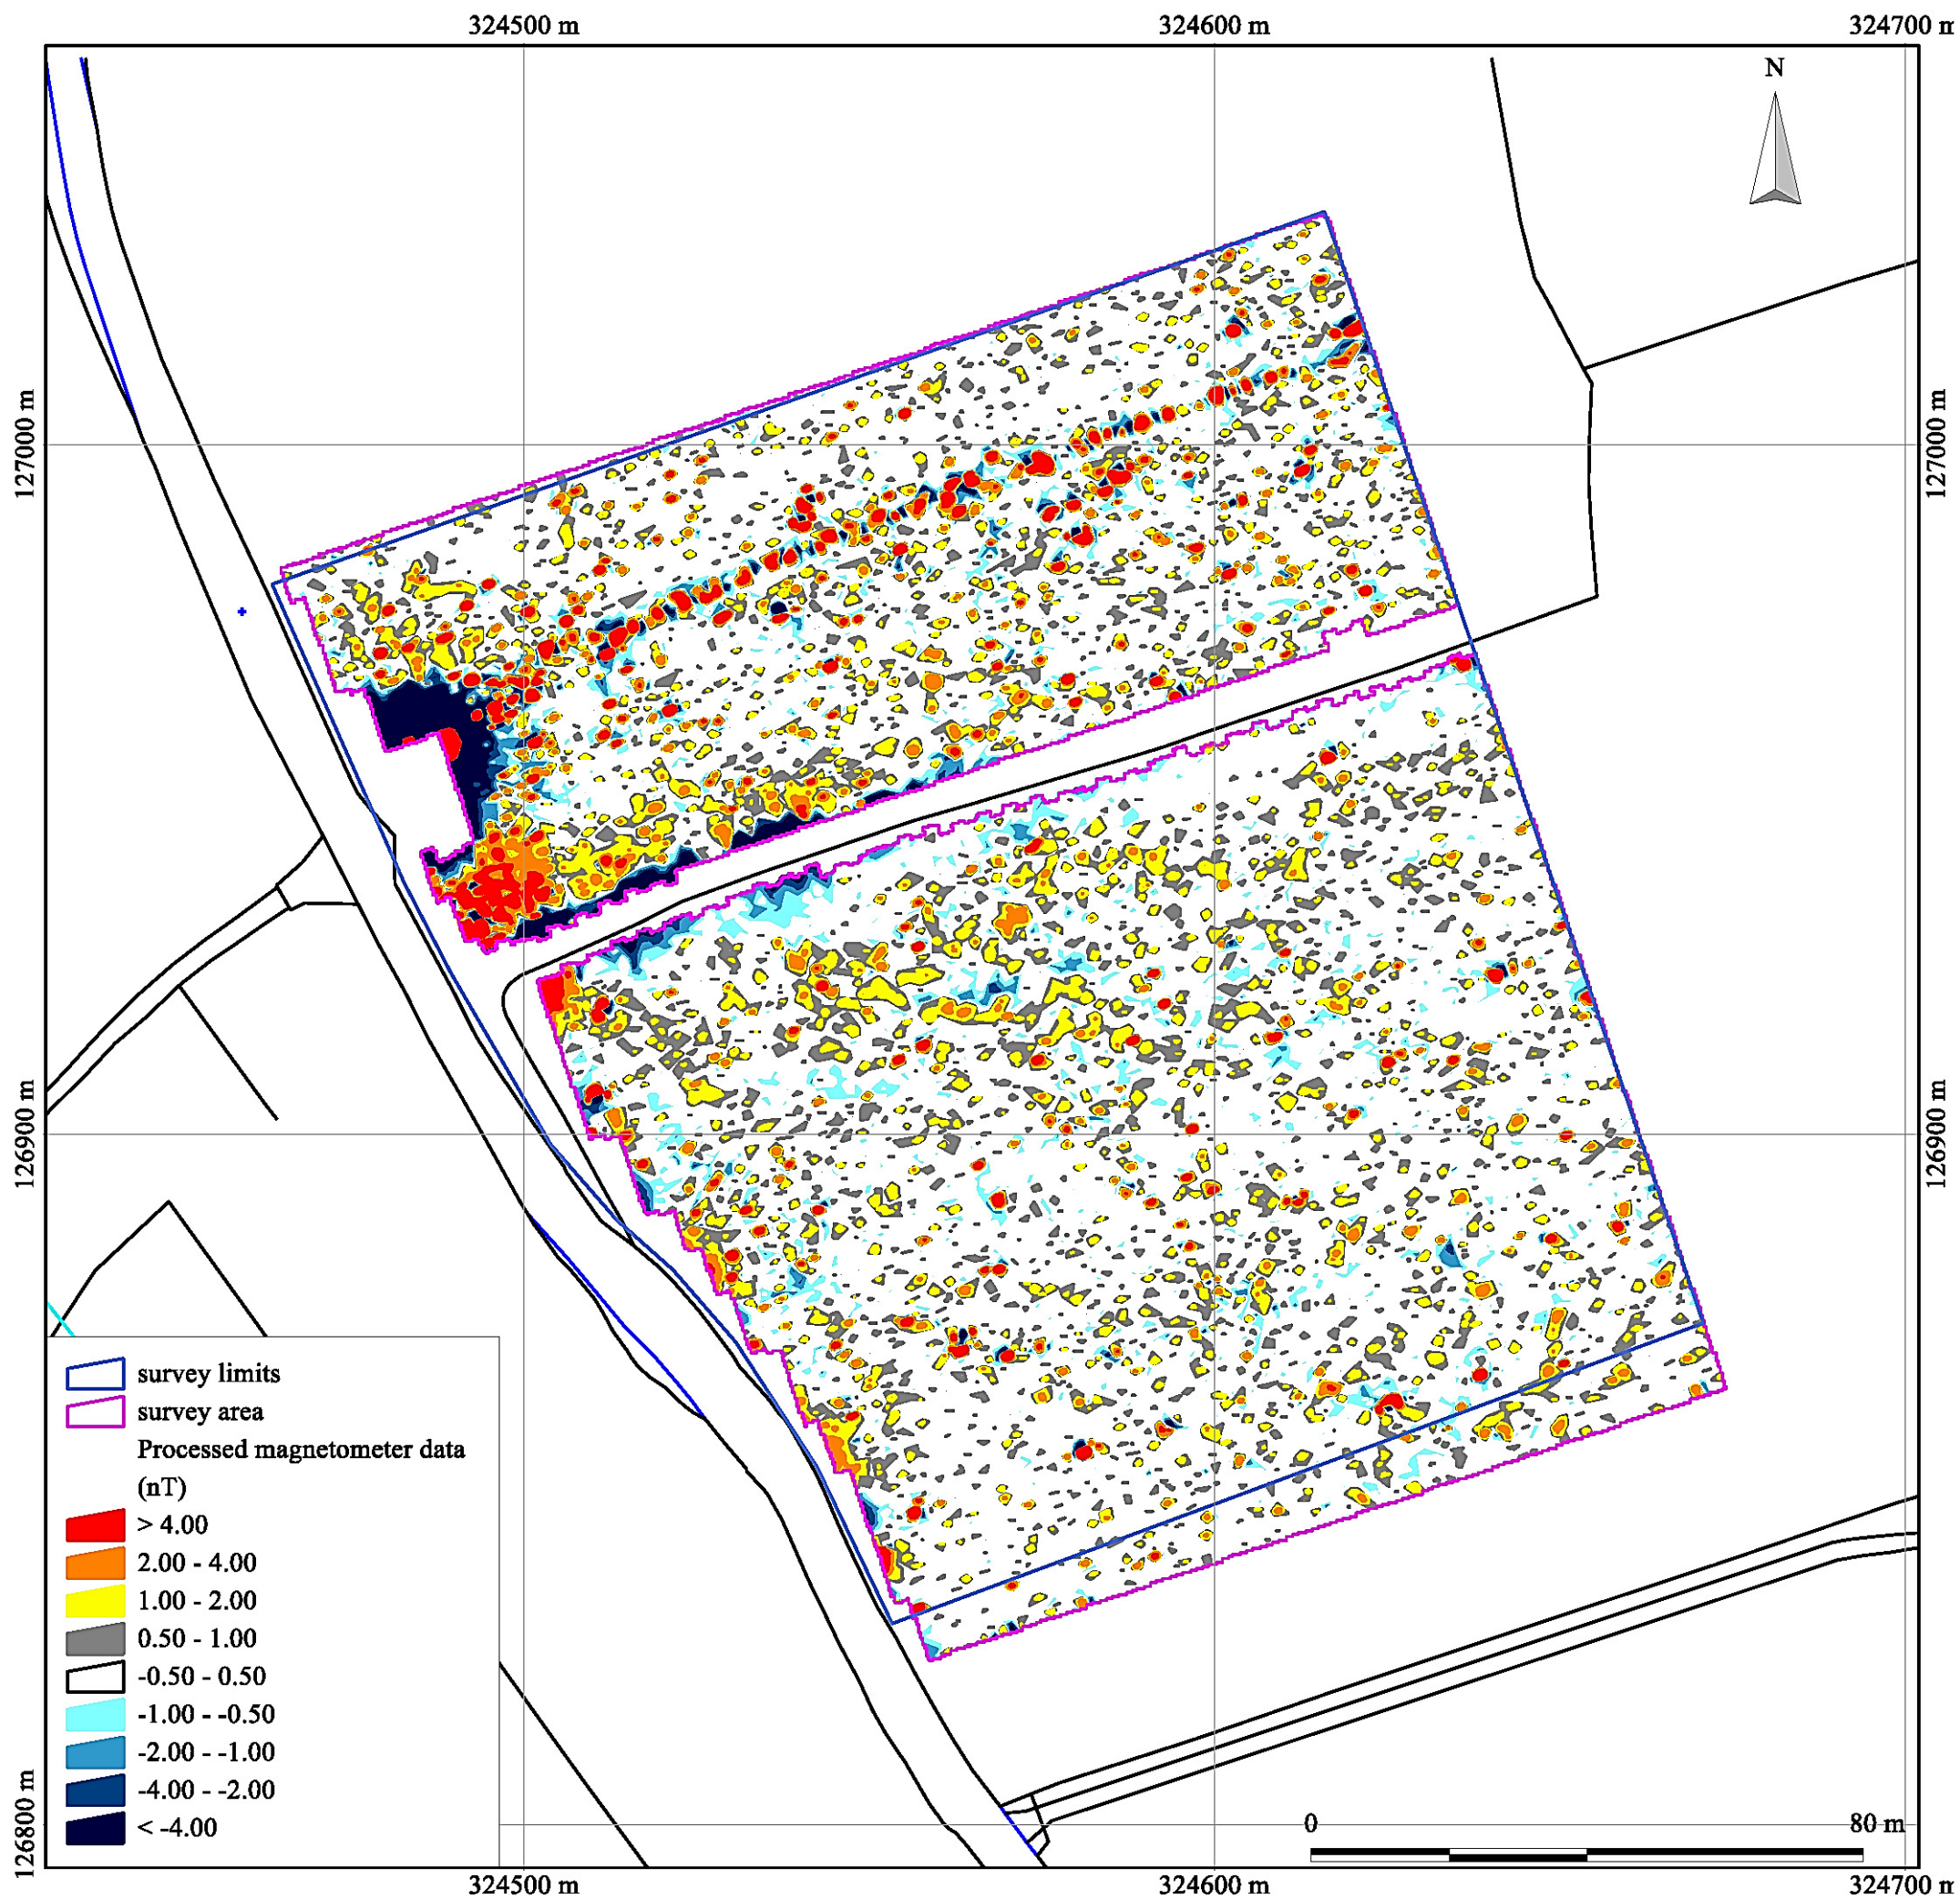 324500 m
324600 m
324700 m
N
127000 m
127000 m
126900 m
126900 m
126800 m
survey limits
survey area
Processed magnetometer data
(nT)
> 4.00
2.00 - 4.00
1.00 - 2.00
0.50 - 1.00
-0.50 - 0.50
-1.00 - -0.50
-2.00 - -1.00
-4.00 - -2.00
< -4.00
0
80 m
324500 m
324600 m
324700 m